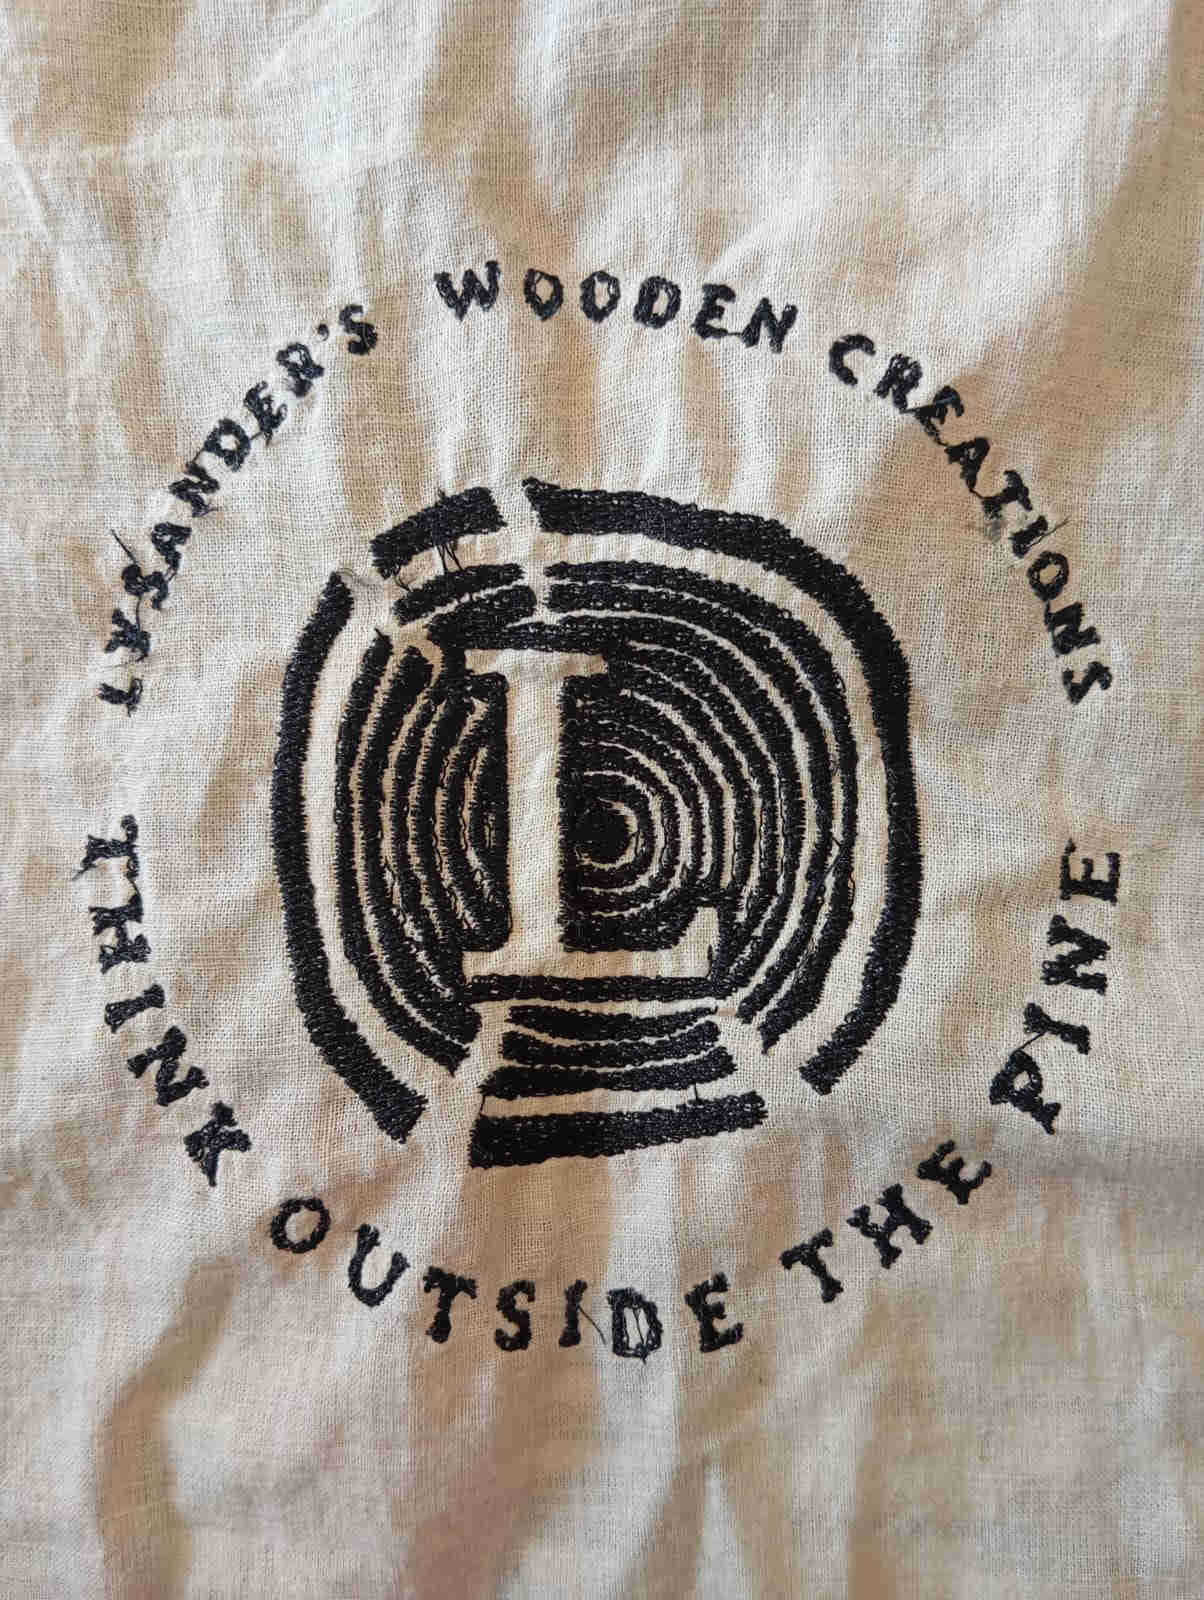 LYSANDER'S WOODEN CREATIONS
L
THINK OUTSIDE THE PINE